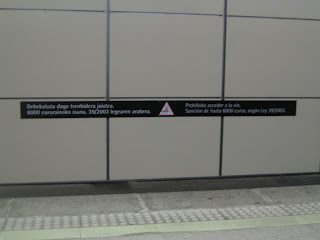 Debekatuta dago trenbidera jaistea.
6000 eurorainoko isuna, 39/2003 legearen arabera.
Prohibido acceder a la vía.
Sanción de hasta 6000 euros, según Ley 39/2003.